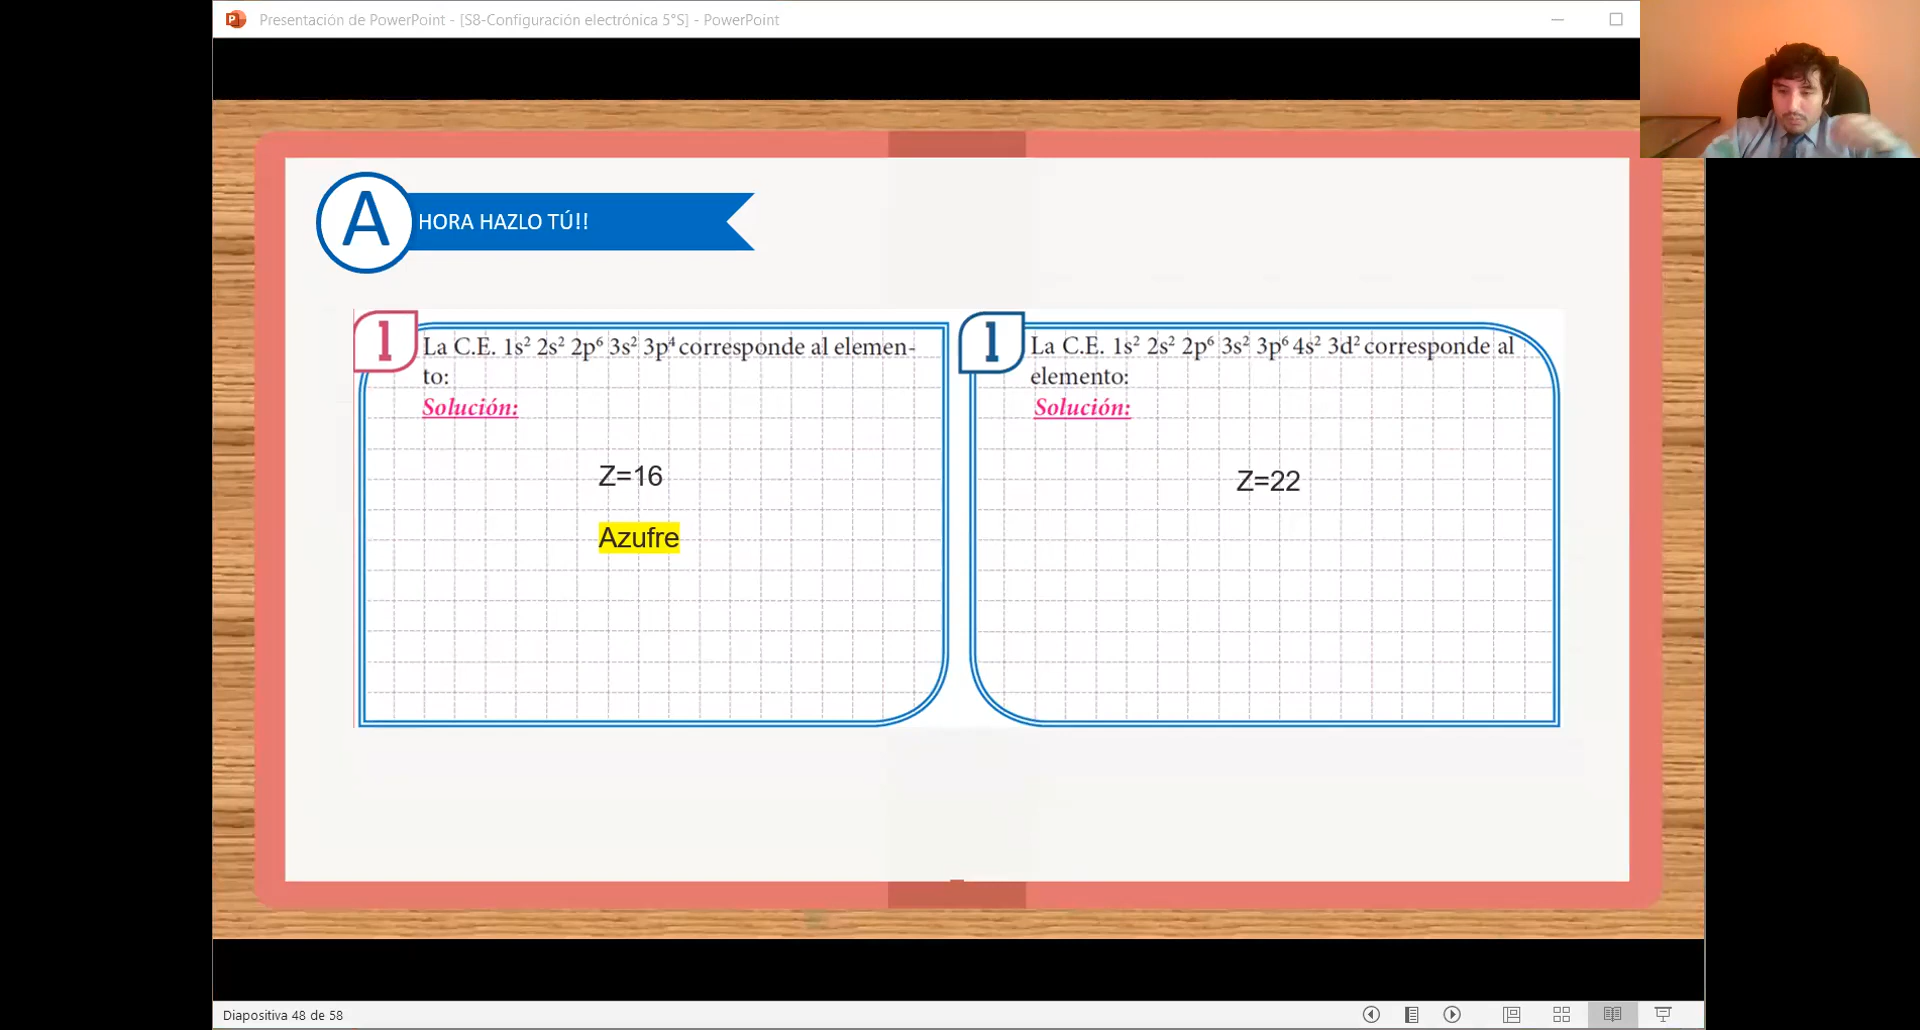 Presentación de PowerPoint - [S8-Configuración electrónica 5°S] - PowerPoint
A
HORA HAZLO TÚ!!
1
La C.E. 1s² 2s² 2p⁶ 3s² 3p⁴ corresponde al elemen-
to:
Solución:
Z=16
Azufre
1
La C.E. 1s² 2s² 2p⁶ 3s² 3p⁶ 4s² 3d² corresponde al
elemento:
Solución:
Z=22
Diapositiva 48 de 58